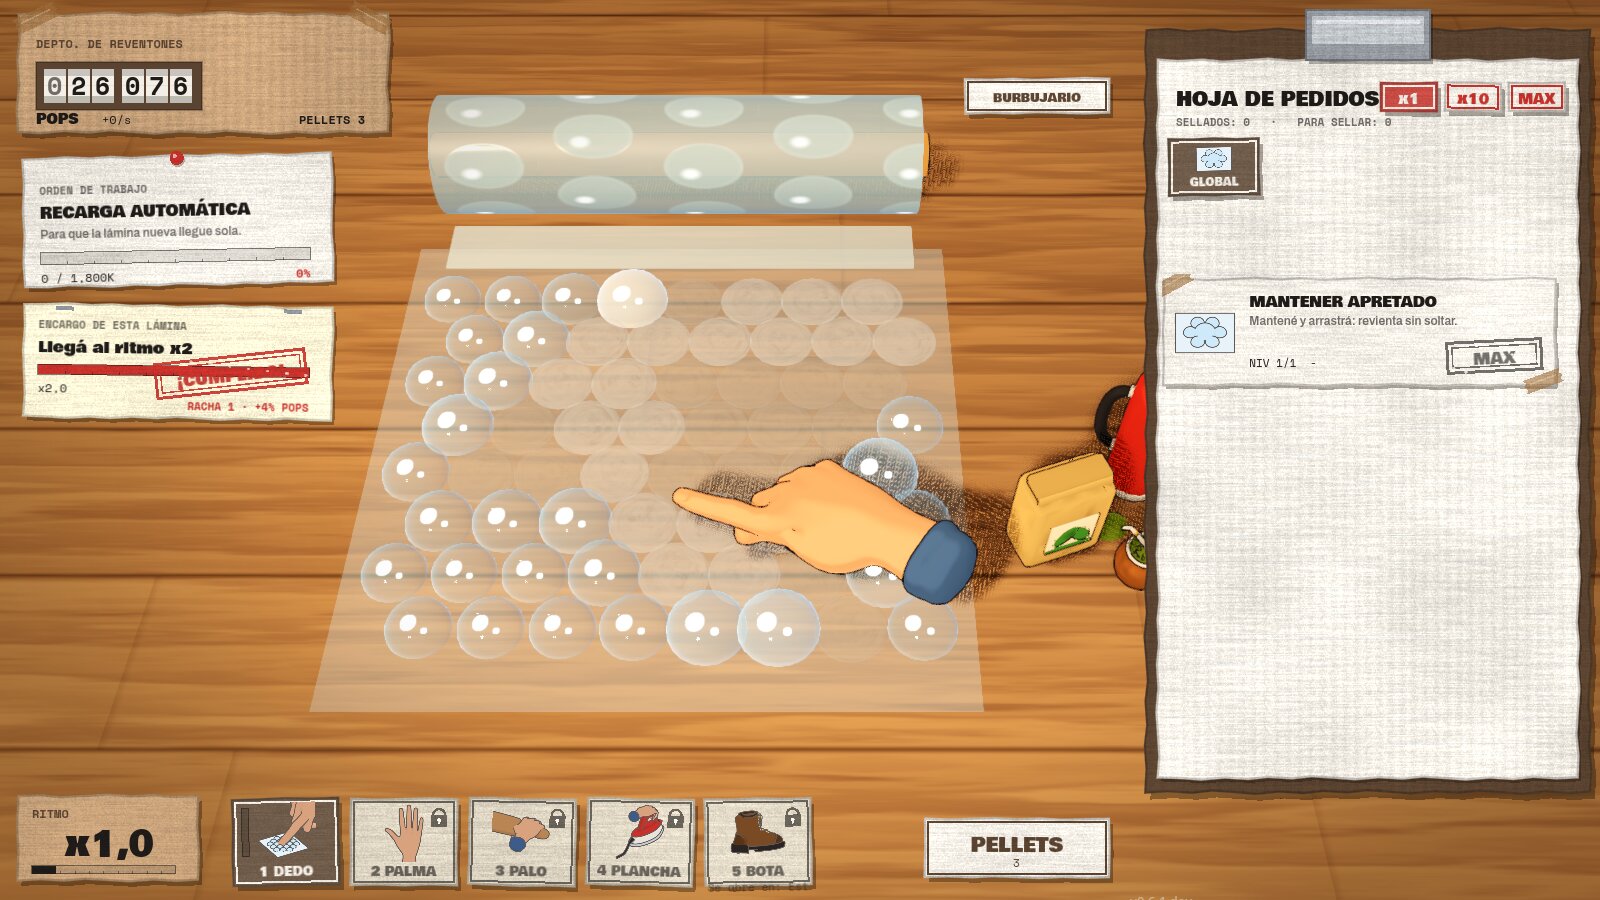 DEPTO. DE REVENTONES
026 076
POPS +0/s PELLETS 3
ORDEN DE TRABAJO
RECARGA AUTOMÁTICA
Para que la lámina nueva llegue sola.
0 / 1.800K 0%
ENCARGO DE ESTA LÁMINA
Llegá al ritmo x2
x2.0
RACHA 1 · +4% POPS
BURBUJARIO
HOJA DE PEDIDOS x1 x10 MAX
SELLADOS: 0 · PARA SELLAR: 0
GLOBAL
MANTENER APRETADO
Mantené y arrastrá: revienta sin soltar.
NIV 1/1 - MAX
RITMO
x1,0
1 DEDO
2 PALMA
3 PALO
4 PLANCHA
5 BOTA
PELLETS
3